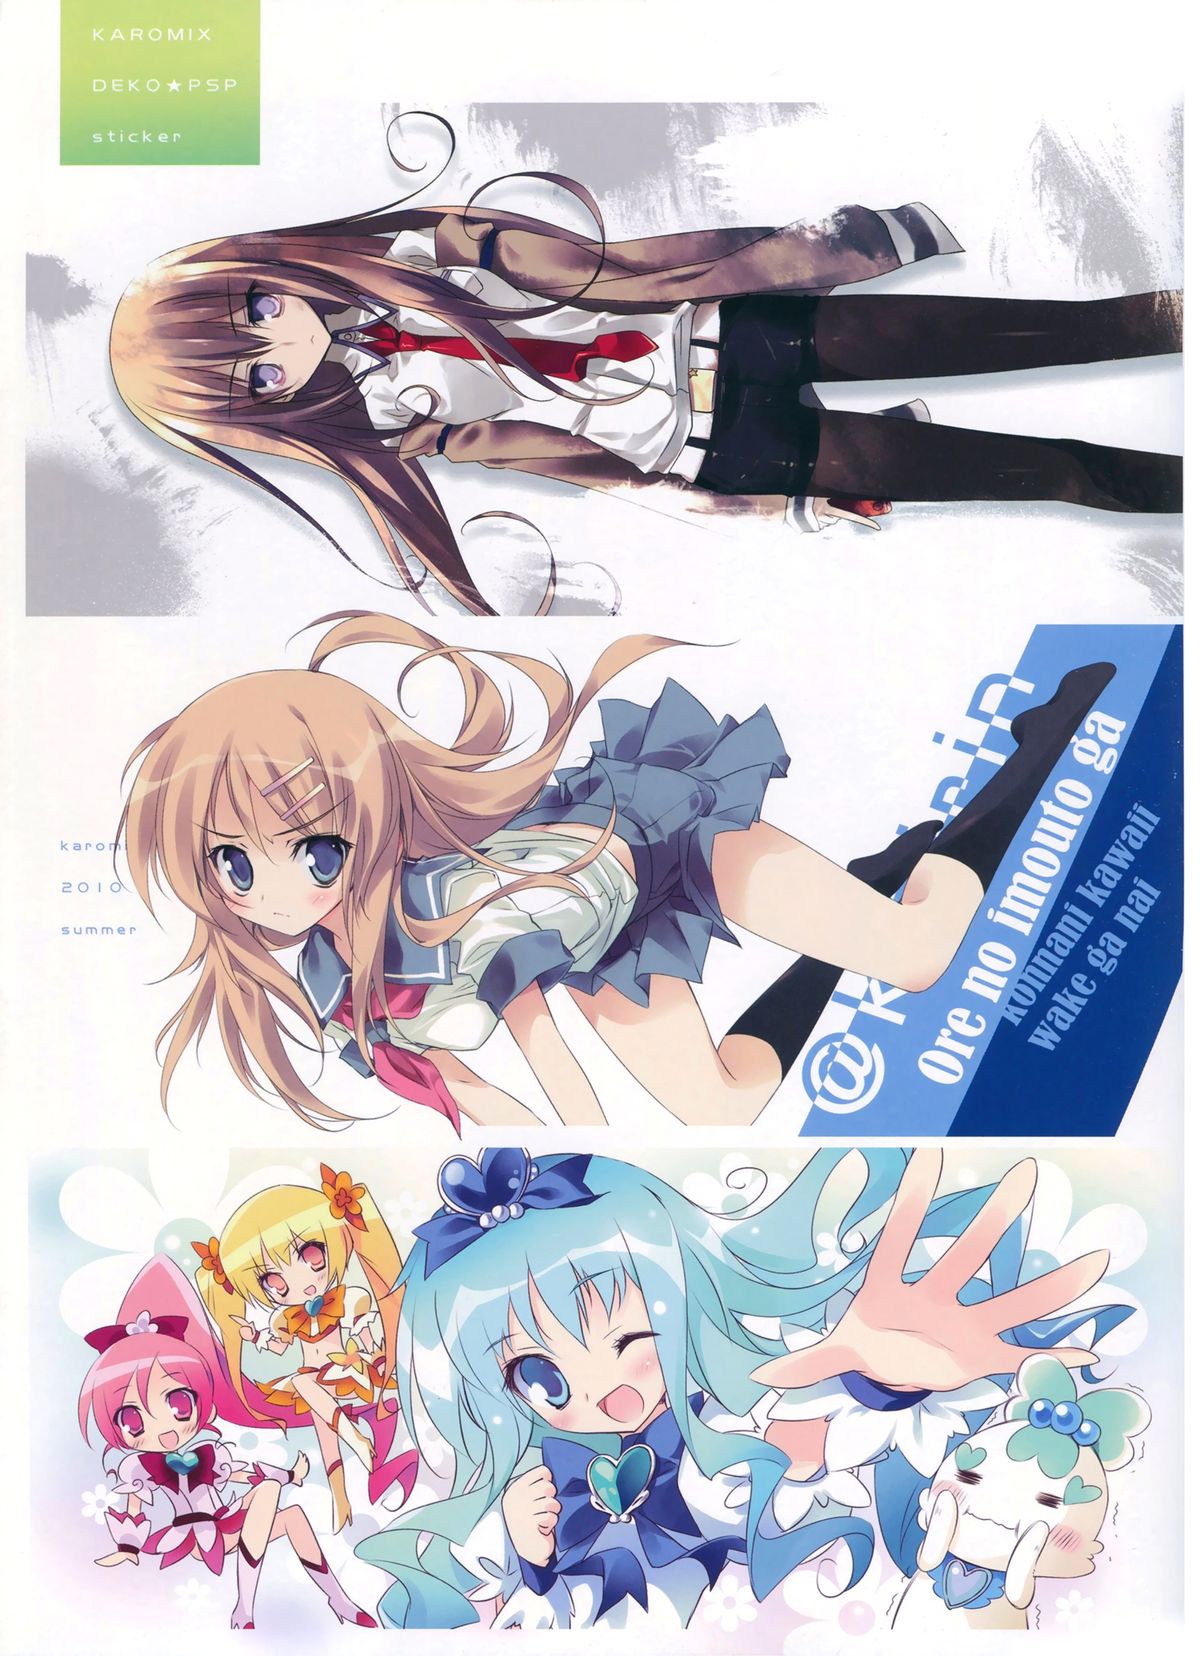 KAROMIX
DEKO★PSP
sticker
karomi
2010
summer
Ore no imouto ga
konnani kawaii
wake ga nai